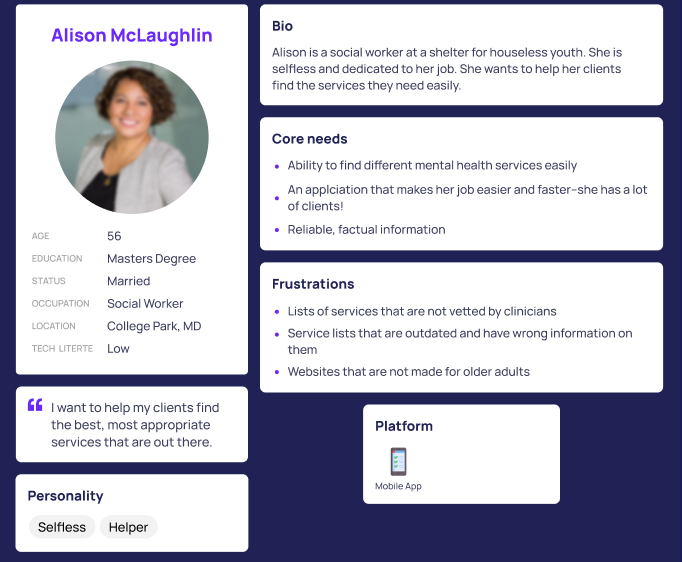 Alison McLaughlin
AGE 56
EDUCATION Masters Degree
STATUS Married
OCCUPATION Social Worker
LOCATION College Park, MD
TECH LITERTE Low
I want to help my clients find
the best, most appropriate
services that are out there.
Personality
Selfless Helper
Bio
Alison is a social worker at a shelter for houseless youth. She is
selfless and dedicated to her job. She wants to help her clients
find the services they need easily.
Core needs
Ability to find different mental health services easily
An applciation that makes her job easier and faster–she has a lot
of clients!
Reliable, factual information
Frustrations
Lists of services that are not vetted by clinicians
Service lists that are outdated and have wrong information on
them
Websites that are not made for older adults
Platform
Mobile App